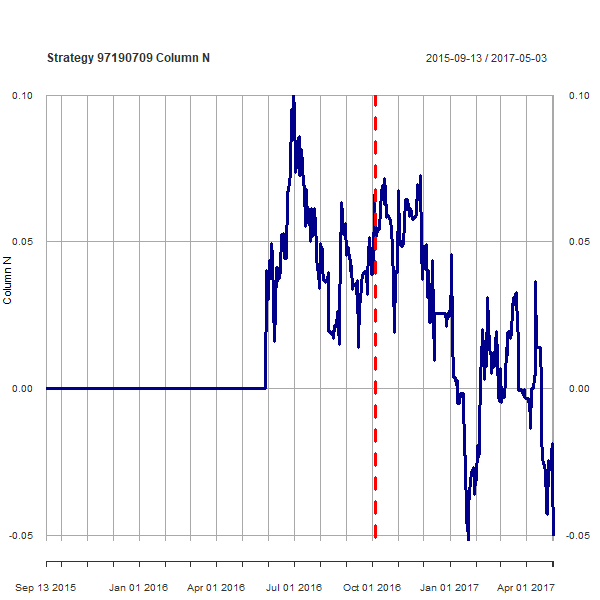 Strategy 97190709 Column N
2015-09-13 / 2017-05-03
0.10
0.10
0.05
0.05
Column N
0.00
0.00
-0.05
-0.05
Sep 13 2015
Jan 01 2016
Apr 01 2016
Jul 01 2016
Oct 01 2016
Jan 01 2017
Apr 01 2017